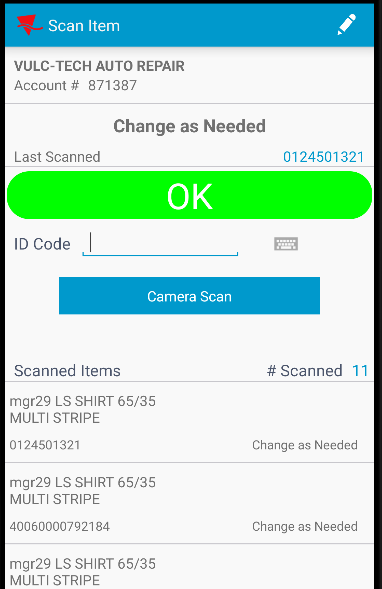 Scan Item
VULC-TECH AUTO REPAIR
Account # 871387
Change as Needed
Last Scanned 0124501321
OK
ID Code
Camera Scan
Scanned Items # Scanned 11
mgr29 LS SHIRT 65/35
MULTI STRIPE
0124501321 Change as Needed
mgr29 LS SHIRT 65/35
MULTI STRIPE
40060000792184 Change as Needed
mgr29 LS SHIRT 65/35
MULTI STRIPE